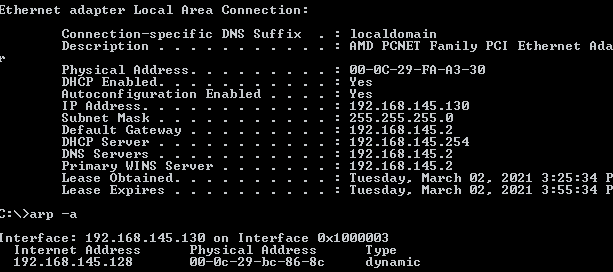 Ethernet adapter Local Area Connection:
Connection-specific DNS Suffix  . : localdomain
Description . . . . . . . . . . . : AMD PCNET Family PCI Ethernet Ada
r
Physical Address. . . . . . . . . : 00-0C-29-FA-A3-30
DHCP Enabled. . . . . . . . . . . : Yes
Autoconfiguration Enabled . . . . : Yes
IP Address. . . . . . . . . . . . : 192.168.145.130
Subnet Mask . . . . . . . . . . . : 255.255.255.0
Default Gateway . . . . . . . . . : 192.168.145.2
DHCP Server . . . . . . . . . . . : 192.168.145.254
DNS Servers . . . . . . . . . . . : 192.168.145.2
Primary WINS Server . . . . . . . : 192.168.145.2
Lease Obtained. . . . . . . . . . : Tuesday, March 02, 2021 3:25:34 P
Lease Expires . . . . . . . . . . : Tuesday, March 02, 2021 3:55:34 P
C:\>arp -a
Interface: 192.168.145.130 on Interface 0x1000003
Internet Address      Physical Address      Type
192.168.145.128       00-0c-29-bc-86-8c     dynamic